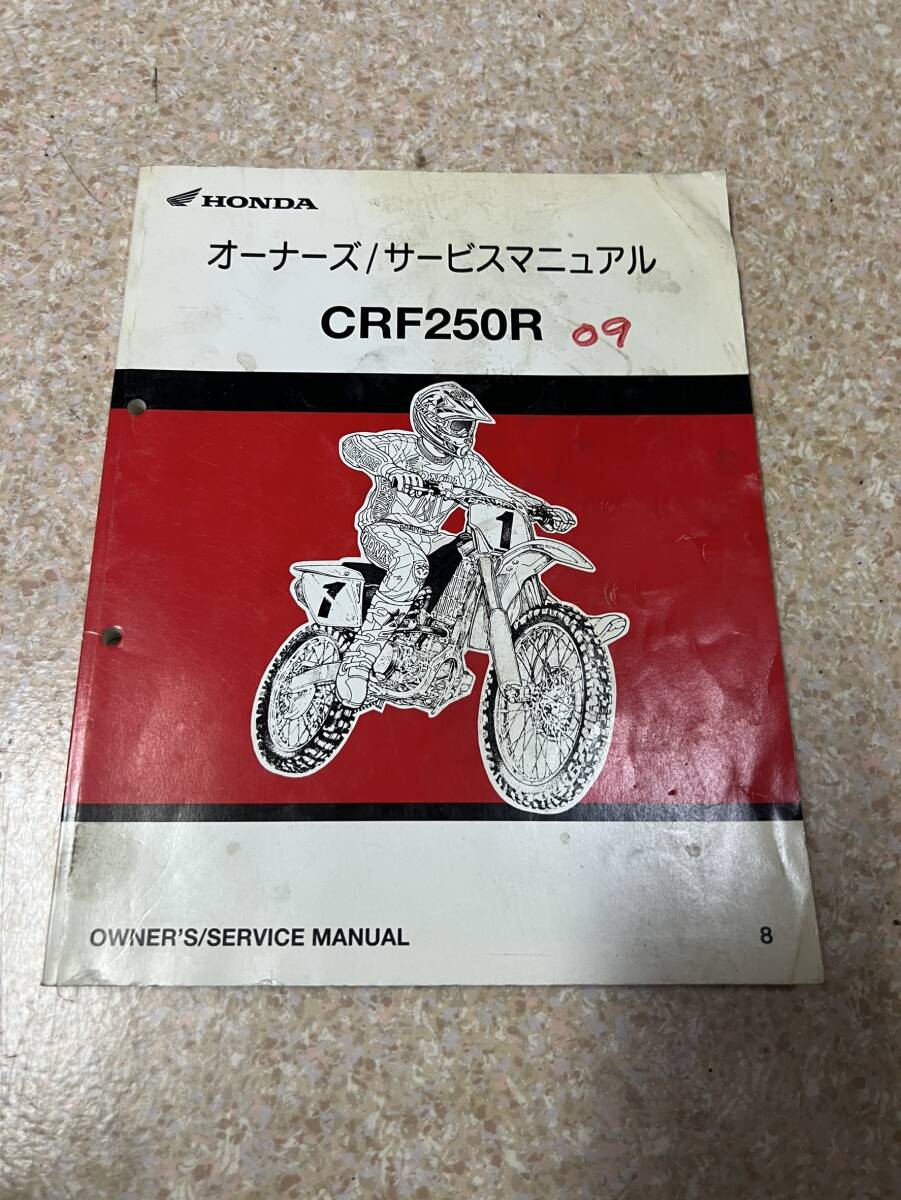 HONDA
オーナーズ/サービスマニュアル
CRF250R 09
1
1
OWNER'S/SERVICE MANUAL 8